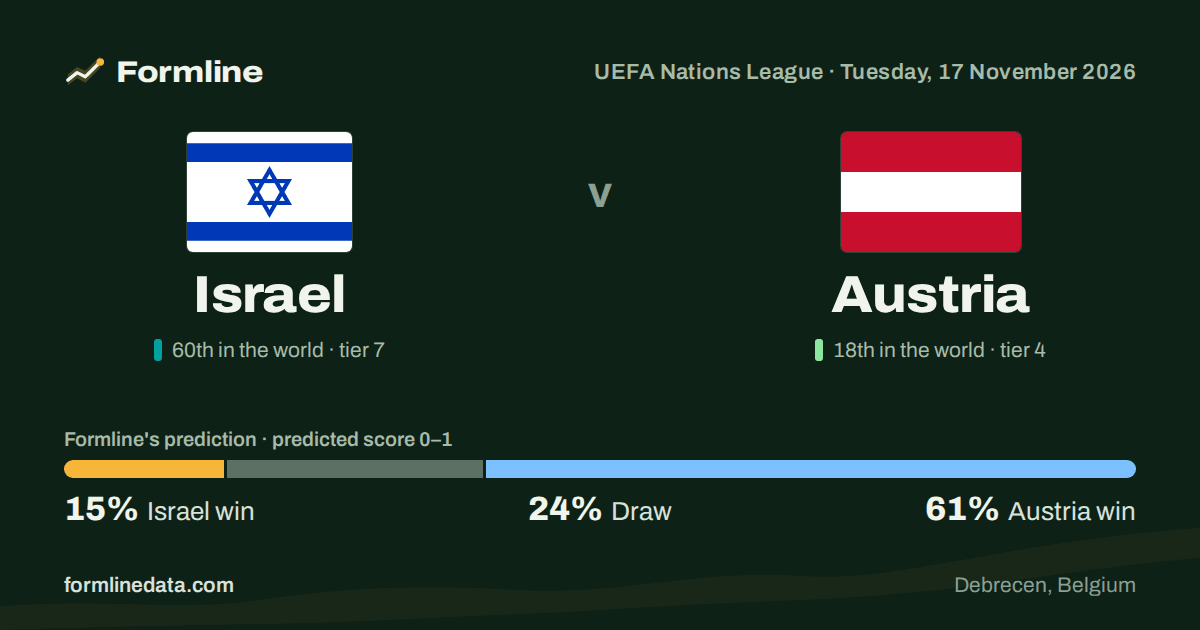 Formline
UEFA Nations League · Tuesday, 17 November 2026
v
Israel
Austria
60th in the world · tier 7
18th in the world · tier 4
Formline's prediction · predicted score 0–1
15% Israel win
24% Draw
61% Austria win
formlinedata.com
Debrecen, Belgium